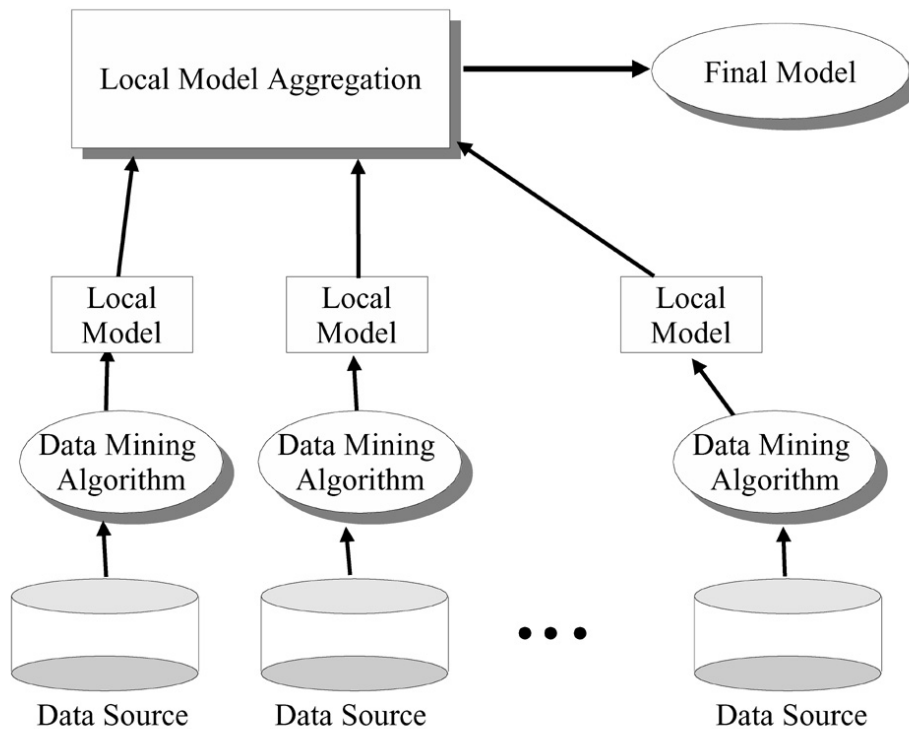 Local Model Aggregation
Final Model
Local
Model
Local
Model
Local
Model
Data Mining
Algorithm
Data Mining
Algorithm
Data Mining
Algorithm
Data Source
Data Source
Data Source